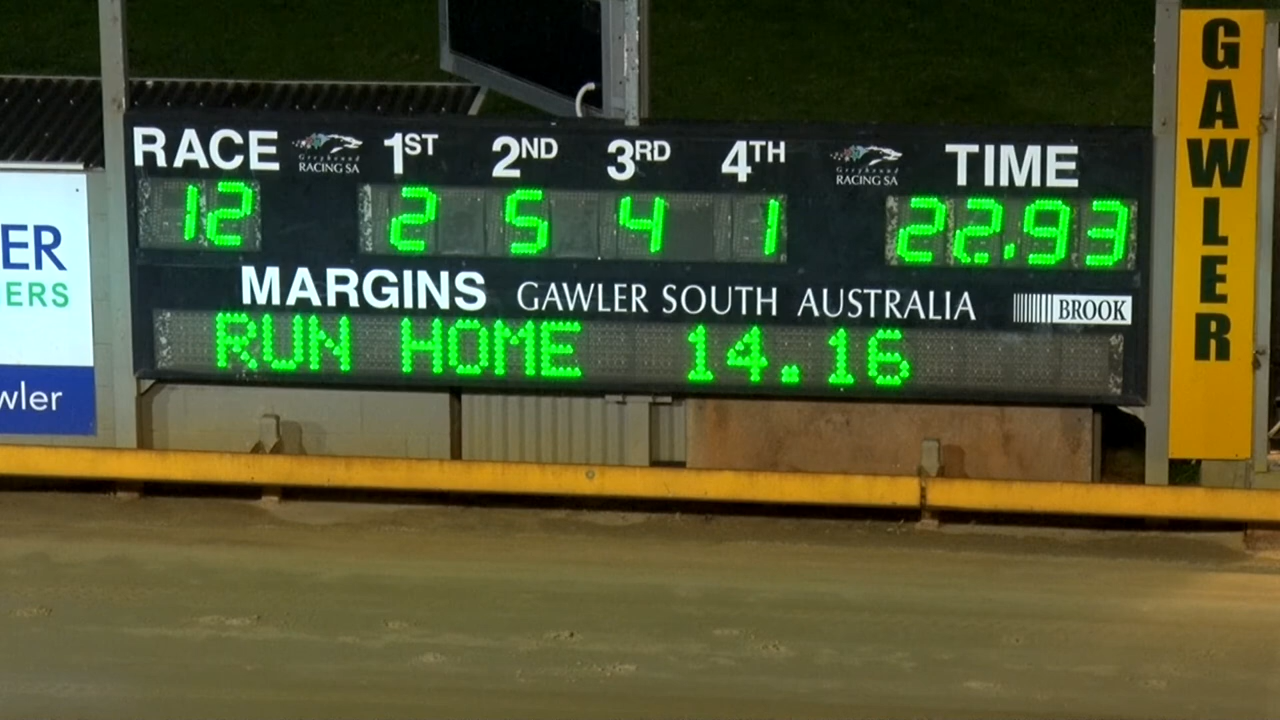 RACE 1ST 2ND 3RD 4TH TIME
Greyhound RACING SA
Greyhound RACING SA
12 2 5 4 1 22.93
MARGINS GAWLER SOUTH AUSTRALIA BROOK
RUN HOME 14.16
GAWLER
ER
ERS
wler